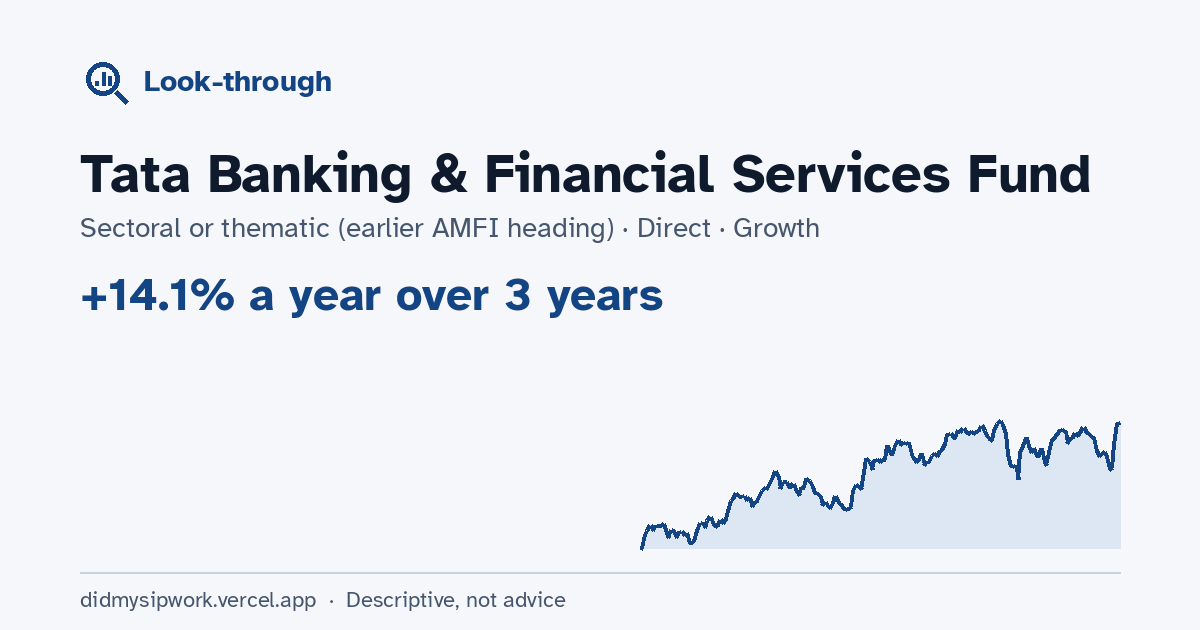 Look-through
Tata Banking & Financial Services Fund
Sectoral or thematic (earlier AMFI heading) · Direct · Growth
+14.1% a year over 3 years
didmysipwork.vercel.app · Descriptive, not advice